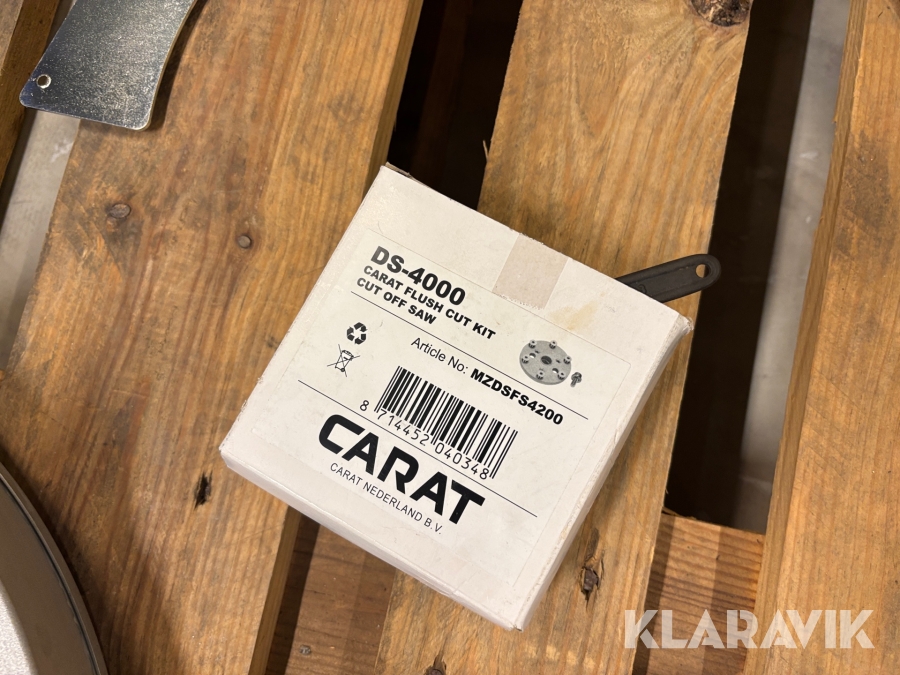 DS-4000
CARAT FLUSH CUT KIT
CUT OFF SAW
Article No: MZDSFS4200
8 714452 040348
CARAT
CARAT NEDERLAND B.V.
KLARAVIK